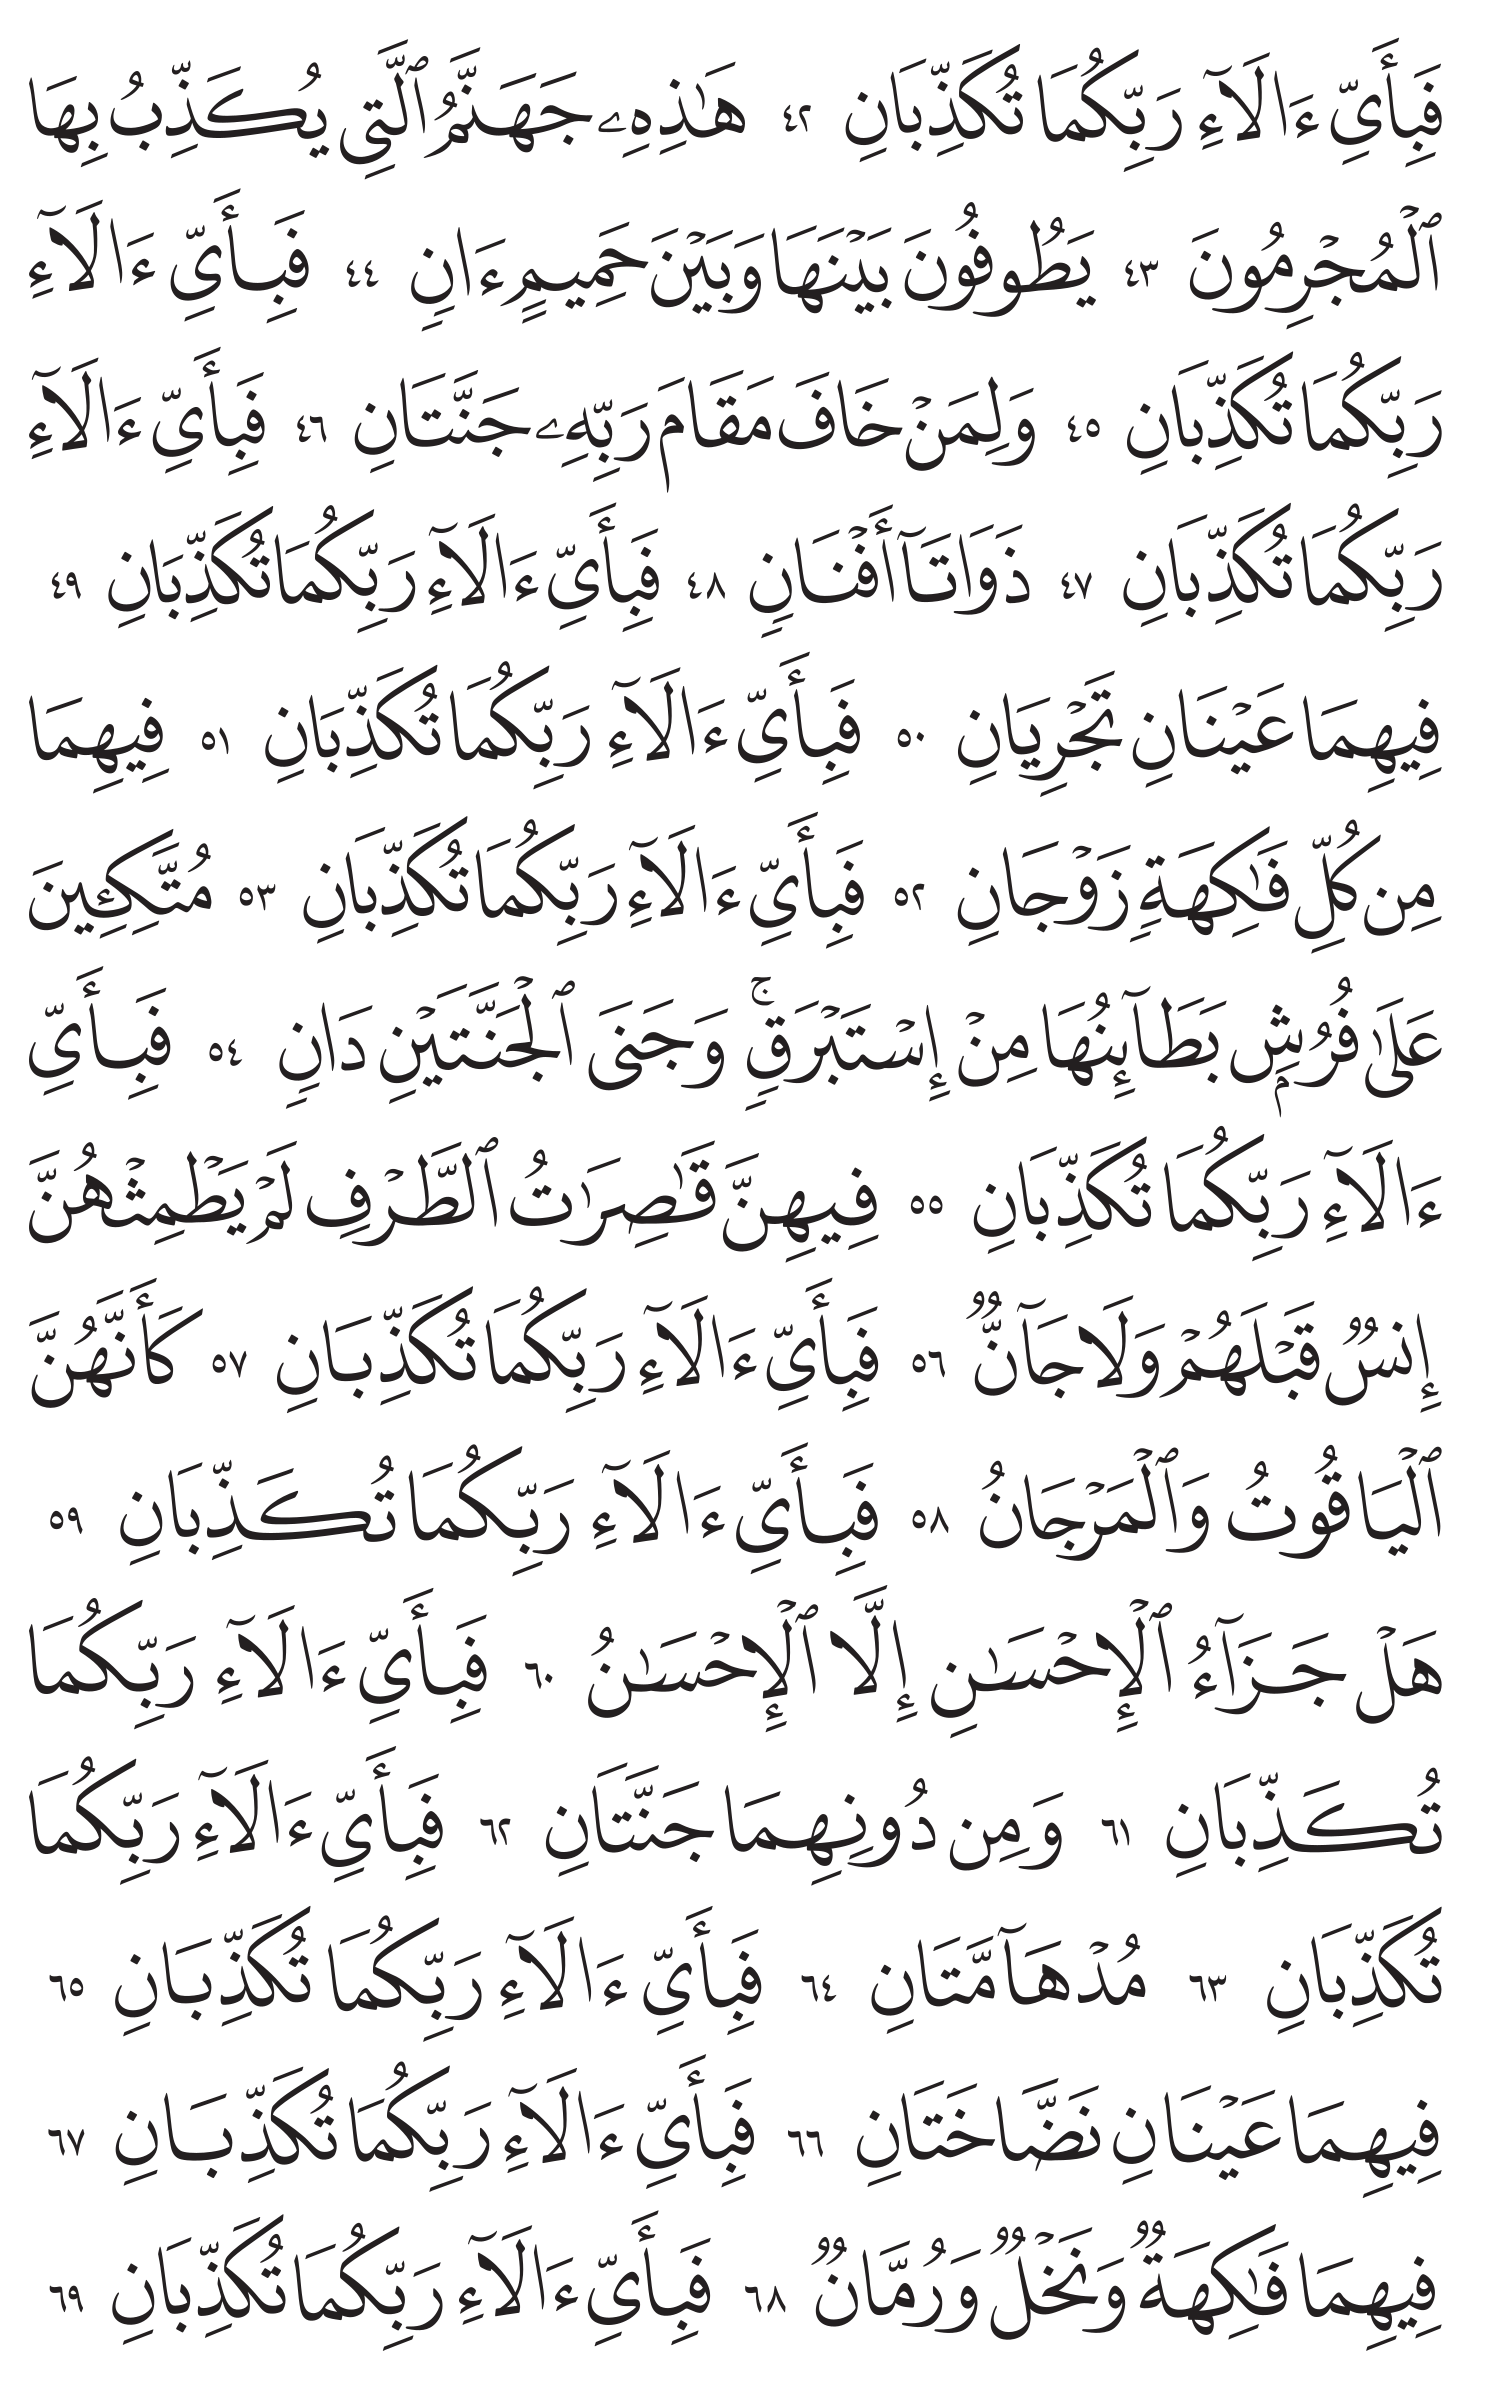 فَبِأَيِّ ءَالَآءِ رَبِّكُمَا تُكَذِّبَانِ ٤٢ هَٰذِهِۦ جَهَنَّمُ ٱلَّتِي يُكَذِّبُ بِهَا
ٱلۡمُجۡرِمُونَ ٤٣ يَطُوفُونَ بَيۡنَهَا وَبَيۡنَ حَمِيمٍ ءَانٖ ٤٤ فَبِأَيِّ ءَالَآءِ
رَبِّكُمَا تُكَذِّبَانِ ٤٥ وَلِمَنۡ خَافَ مَقَامَ رَبِّهِۦ جَنَّتَانِ ٤٦ فَبِأَيِّ ءَالَآءِ
رَبِّكُمَا تُكَذِّبَانِ ٤٧ ذَوَاتَآ أَفۡنَانٖ ٤٨ فَبِأَيِّ ءَالَآءِ رَبِّكُمَا تُكَذِّبَانِ ٤٩
فِيهِمَا عَيۡنَانِ تَجۡرِيَانِ ٥٠ فَبِأَيِّ ءَالَآءِ رَبِّكُمَا تُكَذِّبَانِ ٥١ فِيهِمَا
مِن كُلِّ فَٰكِهَةٖ زَوۡجَانِ ٥٢ فَبِأَيِّ ءَالَآءِ رَبِّكُمَا تُكَذِّبَانِ ٥٣ مُتَّكِـِٔينَ
عَلَىٰ فُرُشِۭ بَطَآئِنُهَا مِنۡ إِسۡتَبۡرَقٖۚ وَجَنَى ٱلۡجَنَّتَيۡنِ دَانٖ ٥٤ فَبِأَيِّ
ءَالَآءِ رَبِّكُمَا تُكَذِّبَانِ ٥٥ فِيهِنَّ قَٰصِرَٰتُ ٱلطَّرۡفِ لَمۡ يَطۡمِثۡهُنَّ
إِنسٞ قَبۡلَهُمۡ وَلَا جَآنّٞ ٥٦ فَبِأَيِّ ءَالَآءِ رَبِّكُمَا تُكَذِّبَانِ ٥٧ كَأَنَّهُنَّ
ٱلۡيَاقُوتُ وَٱلۡمَرۡجَانُ ٥٨ فَبِأَيِّ ءَالَآءِ رَبِّكُمَا تُكَذِّبَانِ ٥٩
هَلۡ جَزَآءُ ٱلۡإِحۡسَٰنِ إِلَّا ٱلۡإِحۡسَٰنُ ٦٠ فَبِأَيِّ ءَالَآءِ رَبِّكُمَا
تُكَذِّبَانِ ٦١ وَمِن دُونِهِمَا جَنَّتَانِ ٦٢ فَبِأَيِّ ءَالَآءِ رَبِّكُمَا
تُكَذِّبَانِ ٦٣ مُدۡهَآمَّتَانِ ٦٤ فَبِأَيِّ ءَالَآءِ رَبِّكُمَا تُكَذِّبَانِ ٦٥
فِيهِمَا عَيۡنَانِ نَضَّاخَتَانِ ٦٦ فَبِأَيِّ ءَالَآءِ رَبِّكُمَا تُكَذِّبَانِ ٦٧
فِيهِمَا فَٰكِهَةٞ وَنَخۡلٞ وَرُمَّانٞ ٦٨ فَبِأَيِّ ءَالَآءِ رَبِّكُمَا تُكَذِّبَانِ ٦٩